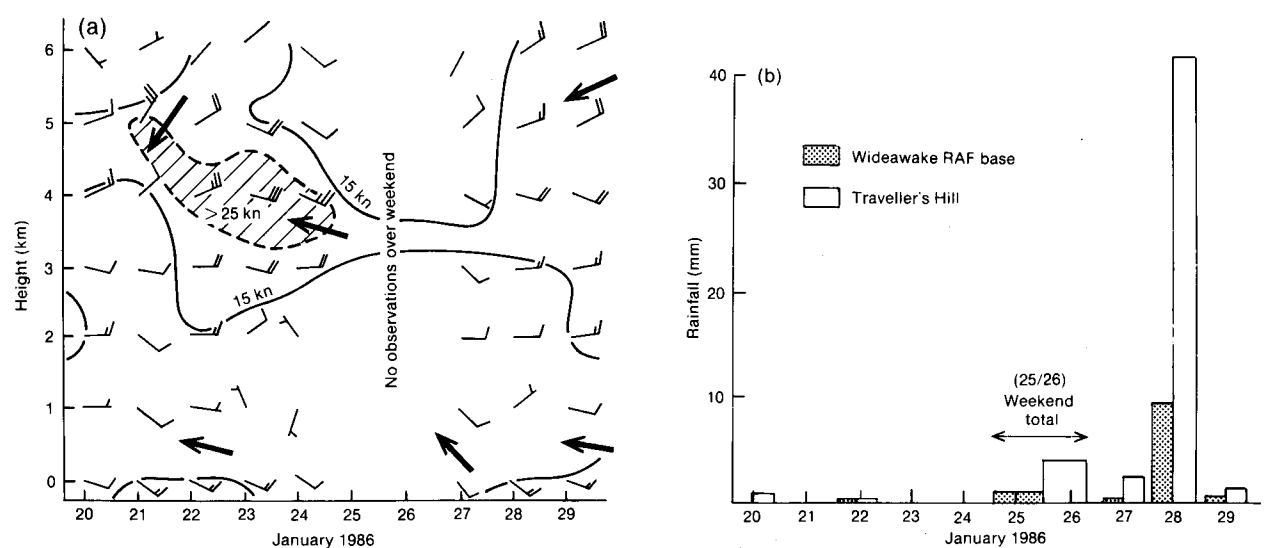 (a)
6
5
4
3
2
1
0
Height (km)
15 kn
> 25 kn
15 kn
No observations over weekend
20 21 22 23 24 25 26 27 28 29
January 1986
(b)
40
30
20
10
Rainfall (mm)
Wideawake RAF base
Traveller's Hill
(25/26)
Weekend
total
20 21 22 23 24 25 26 27 28 29
January 1986